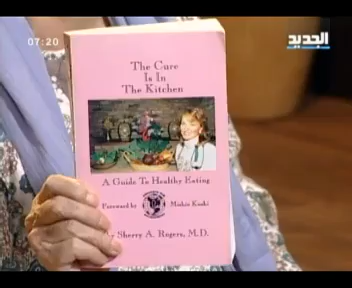 07:20
الجديد
The Cure
Is In
The Kitchen
A Guide To Healthy Eating
Foreword by Michio Kushi
By Sherry A. Rogers, M.D.